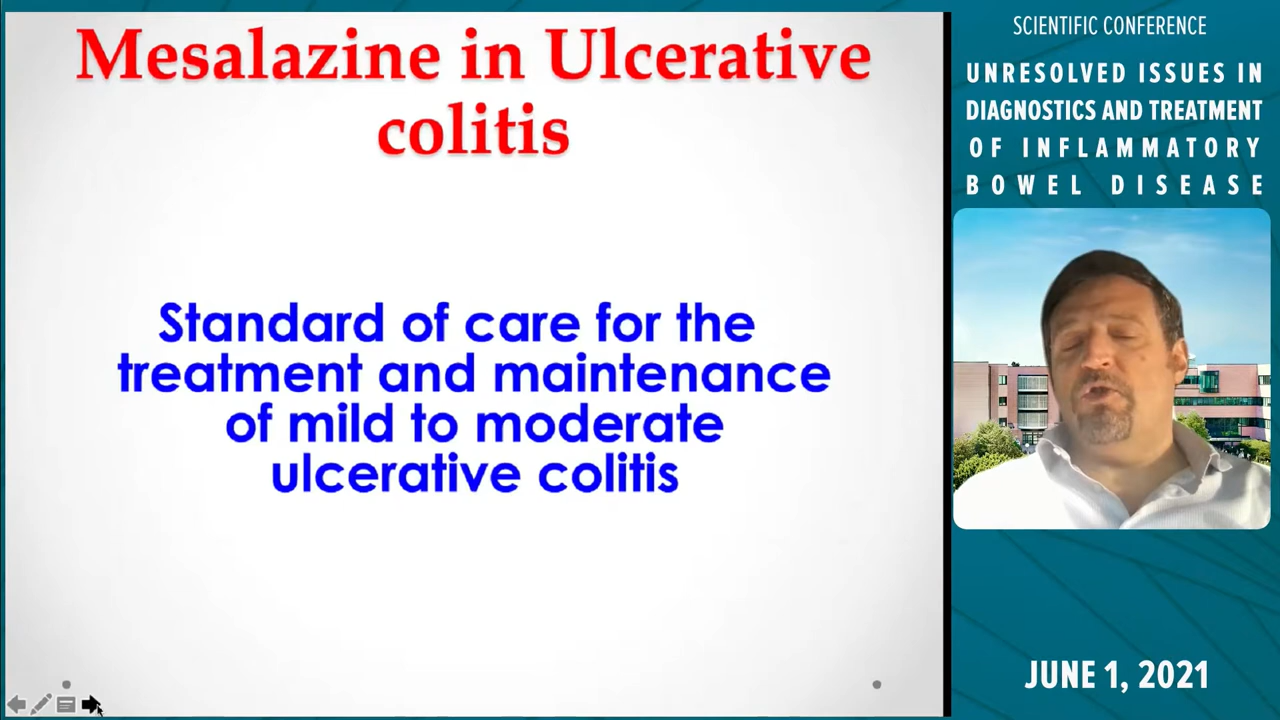 Mesalazine in Ulcerative
colitis
Standard of care for the
treatment and maintenance
of mild to moderate
ulcerative colitis
SCIENTIFIC CONFERENCE
UNRESOLVED ISSUES IN
DIAGNOSTICS AND TREATMENT
OF INFLAMMATORY
BOWEL DISEASE
JUNE 1, 2021